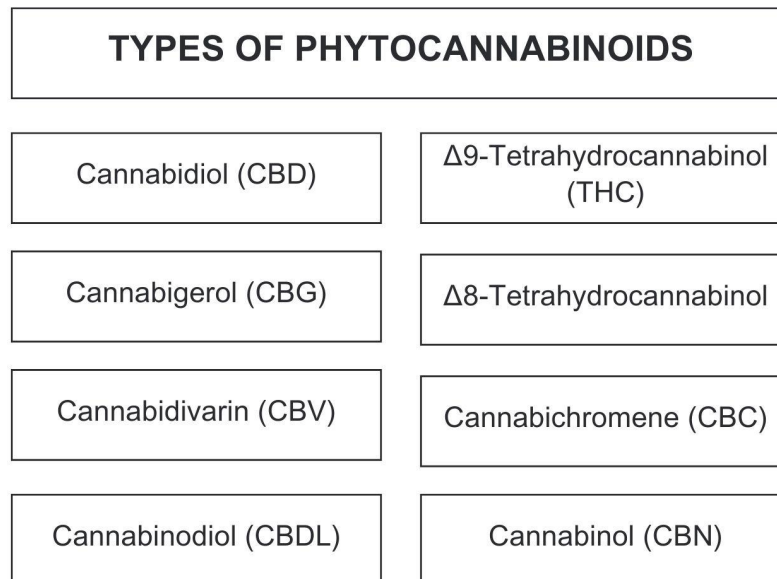 TYPES OF PHYTOCANNABINOIDS
Cannabidiol (CBD)
Δ9-Tetrahydrocannabinol
(THC)
Cannabigerol (CBG)
Δ8-Tetrahydrocannabinol
Cannabidivarin (CBV)
Cannabichromene (CBC)
Cannabinodiol (CBDL)
Cannabinol (CBN)